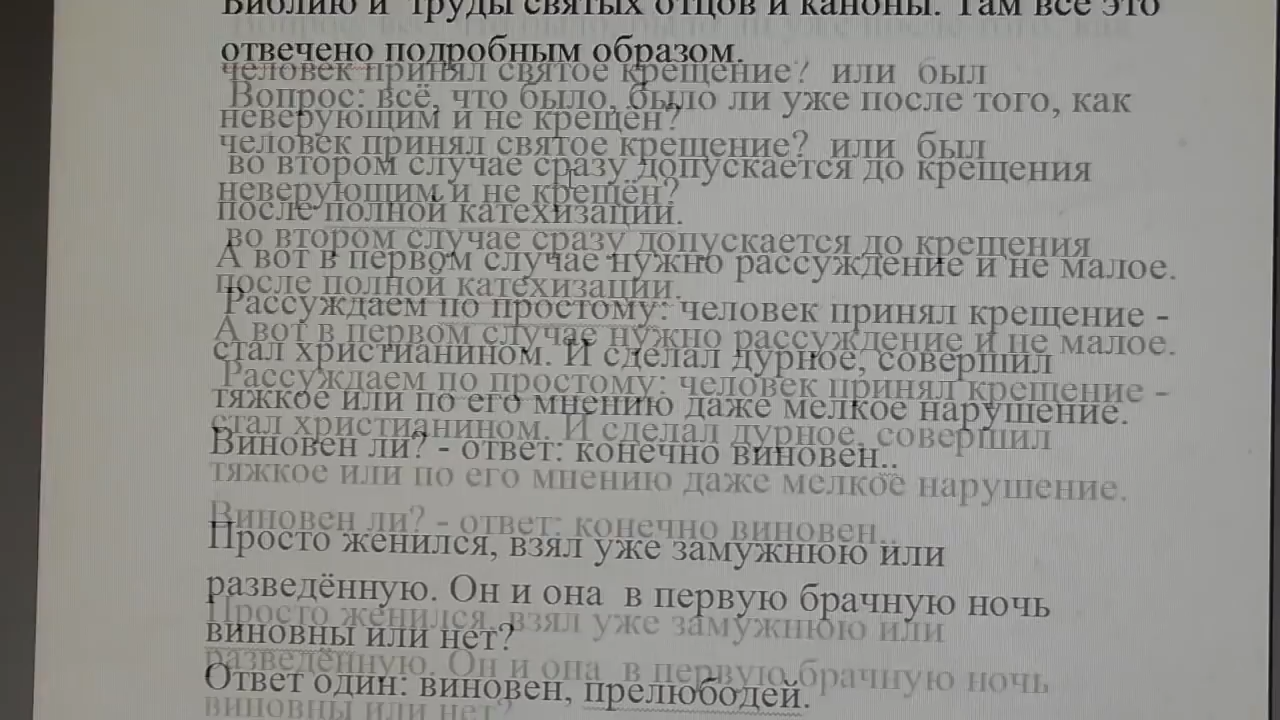 Библию и труды святых отцов и каноны. Там всё это
отвечено подробным образом.
Вопрос: всё, что было, было ли уже после того, как
человек принял святое крещение? или был
неверующим и не крещён?
во втором случае сразу допускается до крещения
после полной катехизации.
А вот в первом случае нужно рассуждение и не малое.
Рассуждаем по простому: человек принял крещение -
стал христианином. И сделал дурное, совершил
тяжкое или по его мнению даже мелкое нарушение.
Виновен ли? - ответ: конечно виновен..
Просто женился, взял уже замужнюю или
разведённую. Он и она в первую брачную ночь
виновны или нет?
Ответ один: виновен, прелюбодей.